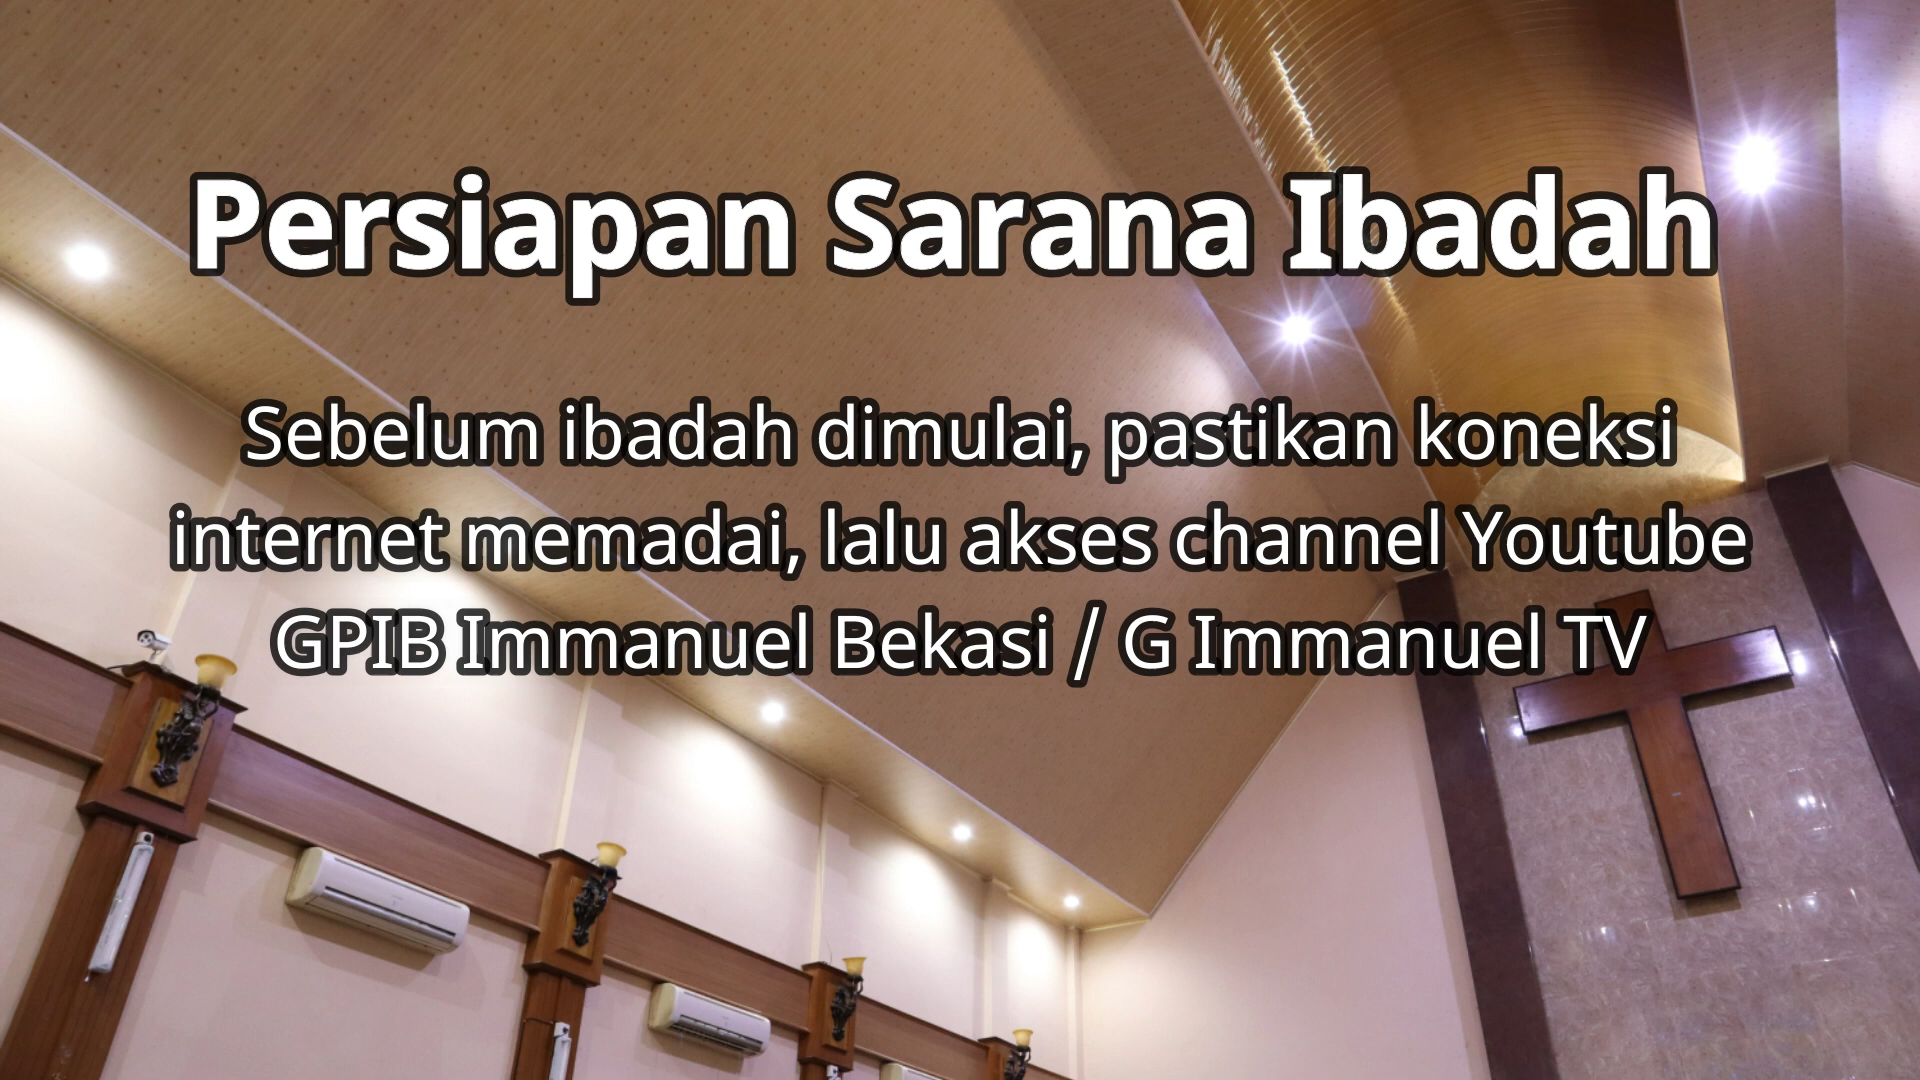 Persiapan Sarana Ibadah
Sebelum ibadah dimulai, pastikan koneksi
internet memadai, lalu akses channel Youtube
GPIB Immanuel Bekasi / G Immanuel TV